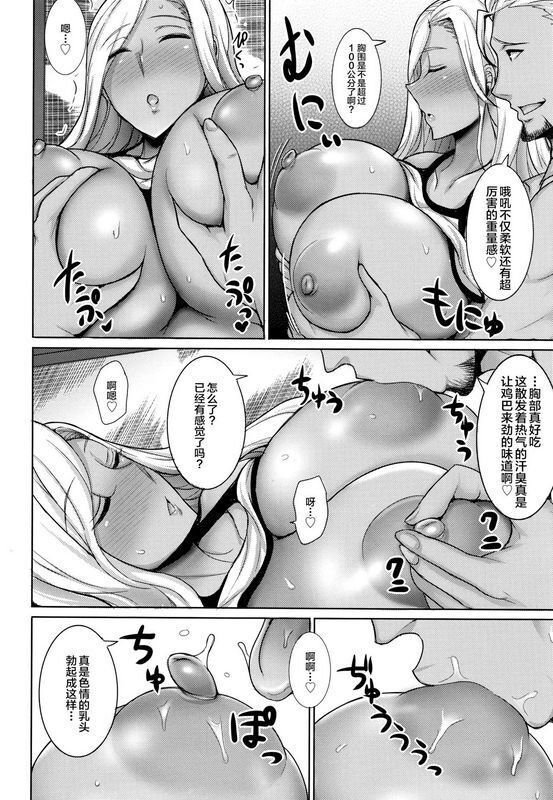 胸围是不是超过
100公分了啊?
むにぃ
哦吼不仅柔软还有超
厉害的重量感♡
もにゅ
嗯…♡
たぷ
たぷっ♡
…胸部真好吃
这散发着热气的汗臭真是
让鸡巴来劲的味道啊♡
クニ
クニ
怎么了?
已经有感觉了吗?
呀…♡
啊嗯♡
啊啊♡
ちゅううぅぅ
ちゅう
ちゅ
ぽっ
真是色情的乳头
勃起成这样…